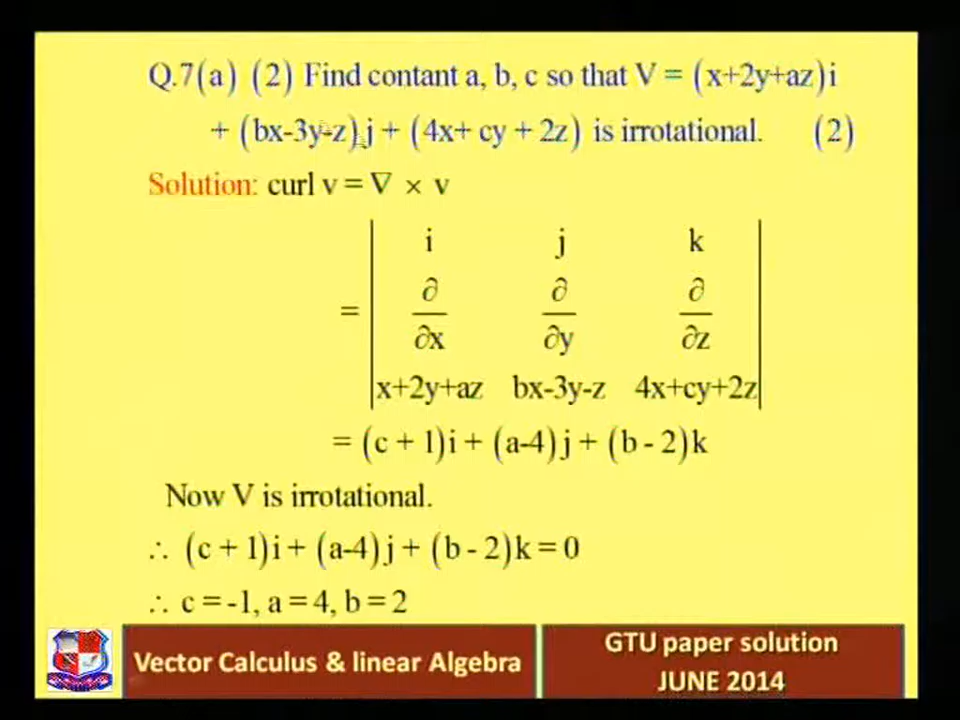 Q.7(a) (2) Find contant a, b, c so that V = (x+2y+az)i
+ (bx-3y-z)j + (4x+ cy + 2z) is irrotational. (2)
Solution: curl v = ∇ × v
i j k
= ∂/∂x ∂/∂y ∂/∂z
x+2y+az bx-3y-z 4x+cy+2z
= (c + 1)i + (a-4)j + (b - 2)k
Now V is irrotational.
∴ (c + 1)i + (a-4)j + (b - 2)k = 0
∴ c = -1, a = 4, b = 2
Vector Calculus & linear Algebra
GTU paper solution
JUNE 2014